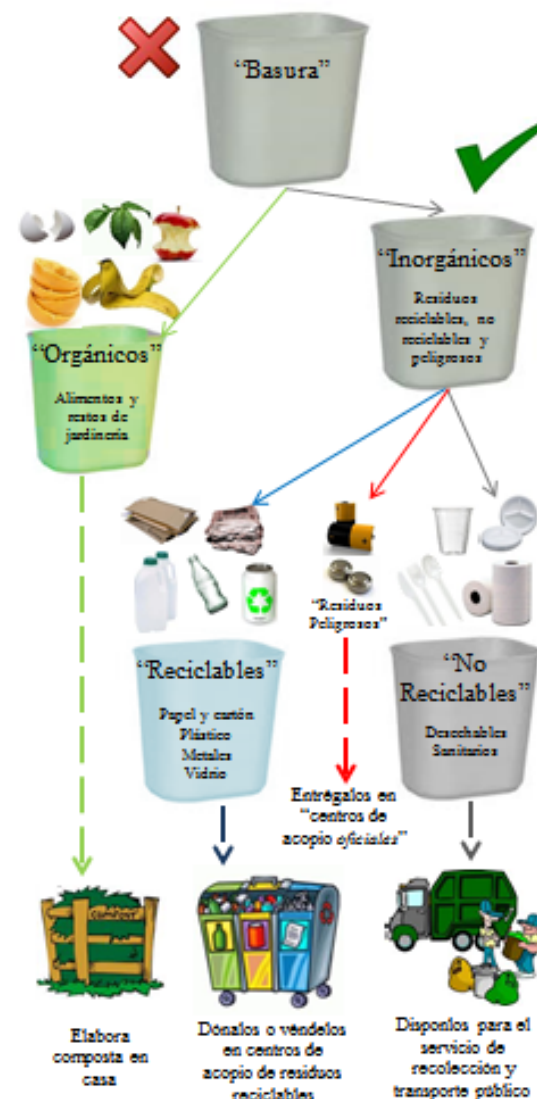 “Basura”
“Inorgánicos”
Residuos
reciclables, no
reciclables y
peligrosos
“Orgánicos”
Alimentos y
restos de
jardinería
“Residuos
Peligrosos”
“Reciclables”
Papel y cartón
Plástico
Metales
Vidrio
“No
Reciclables”
Desechables
Sanitarios
Entrégalos en
“centros de
acopio oficiales”
Elabora
composta en
casa
Dónalos o véndelos
en centros de
acopio de residuos
reciclables
Disponlos para el
servicio de
recolección y
transporte público